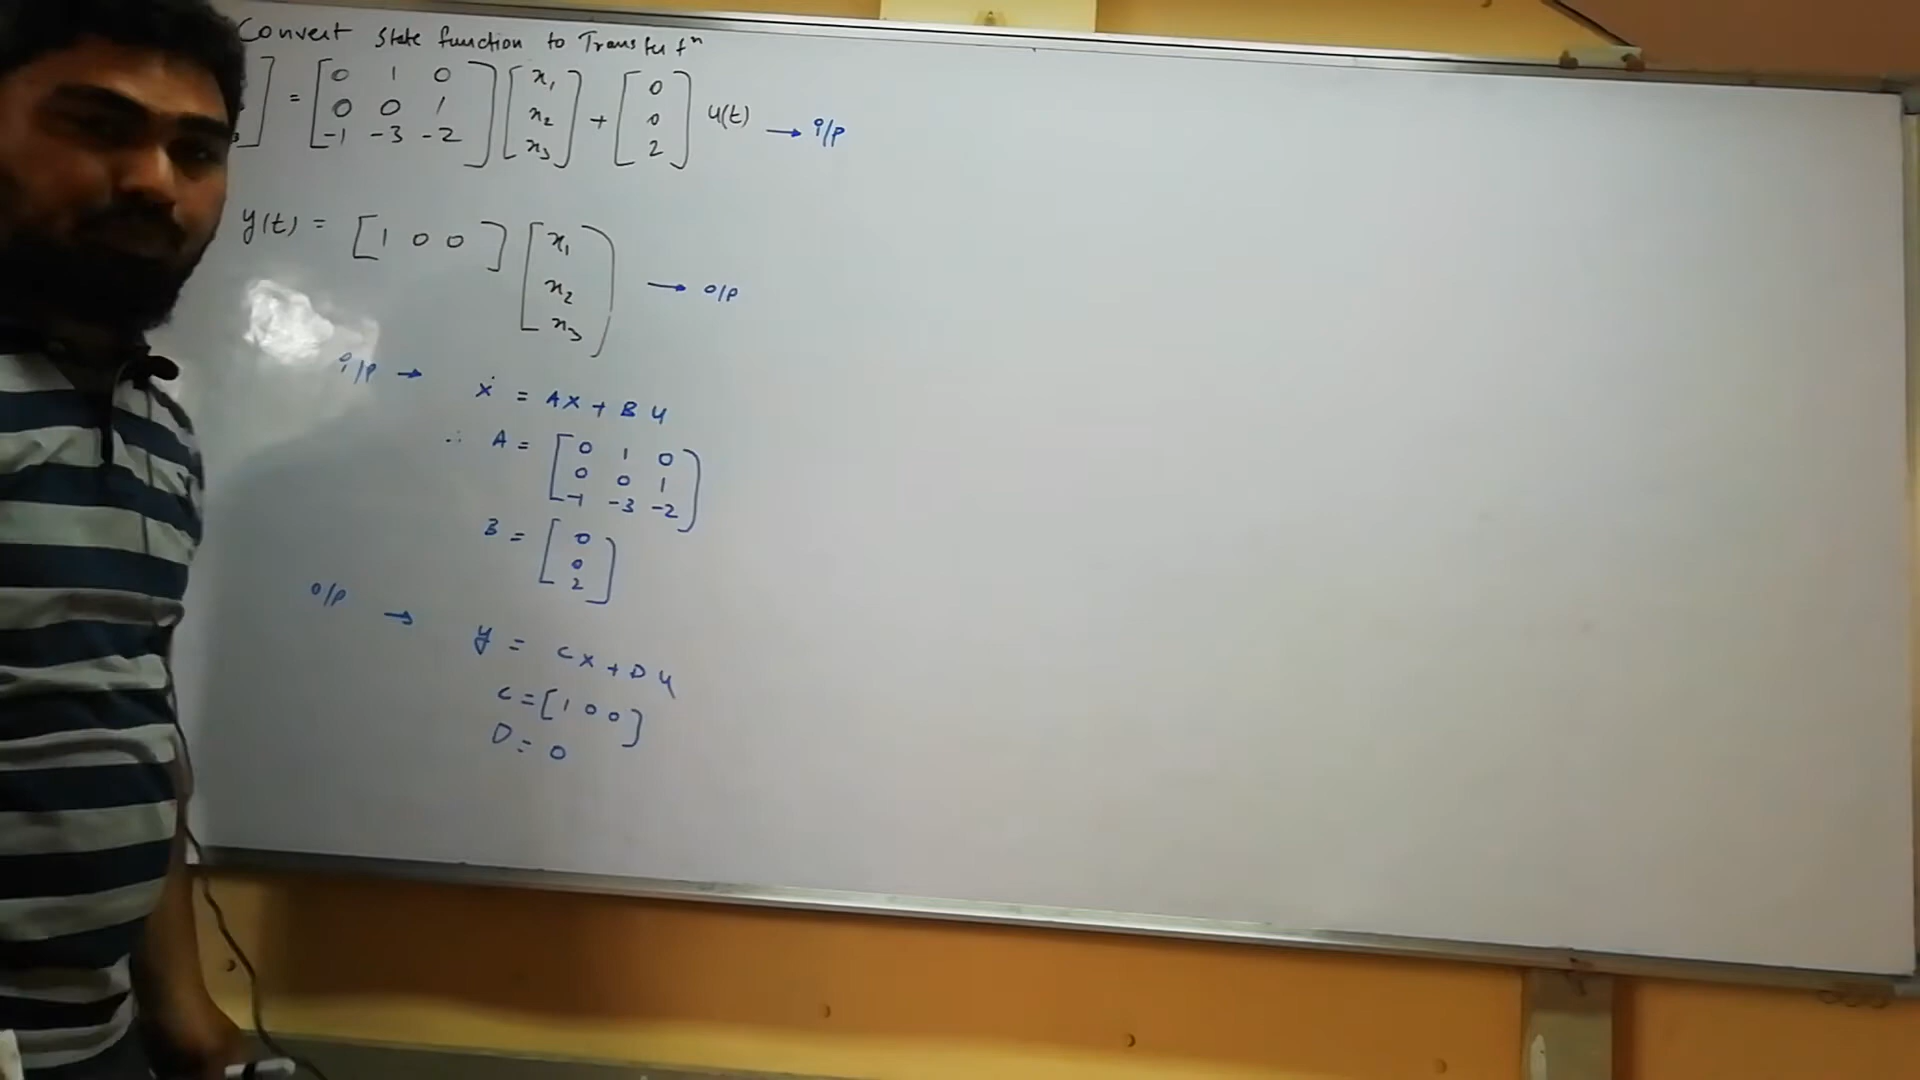 Convert State function to Transfer fⁿ
] = [0 1 0; 0 0 1; -1 -3 -2] [x₁; x₂; x₃] + [0; 0; 2] u(t) → i/p
y(t) = [1 0 0] [x₁; x₂; x₃] → o/p
i/p → ẋ = Ax + Bu
∴ A = [0 1 0; 0 0 1; -1 -3 -2]
B = [0; 0; 2]
o/p → y = Cx + Du
C = [1 0 0]
D = 0